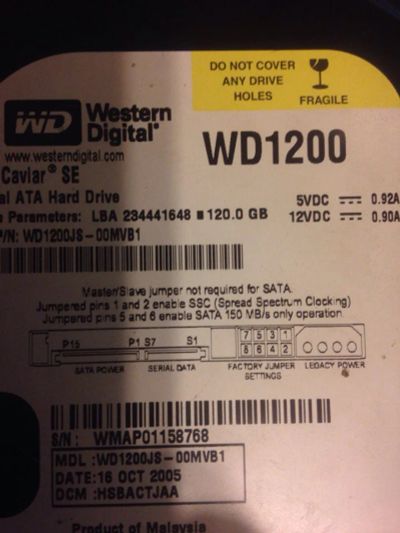 DO NOT COVER
ANY DRIVE
HOLES
FRAGILE
WD
Western
Digital®
WD1200
www.westerndigital.com
Caviar® SE
al ATA Hard Drive
Parameters: LBA 234441648 ■ 120.0 GB
5VDC ⎓ 0.92A
12VDC ⎓ 0.90A
P/N: WD1200JS-00MVB1
Master/Slave jumper not required for SATA.
Jumpered pins 1 and 2 enable SSC (Spread Spectrum Clocking)
Jumpered pins 5 and 6 enable SATA 150 MB/s only operation.
P15 P1 S7 S1
7 5 3 1
8 6 4 2
SATA POWER
SERIAL DATA
FACTORY JUMPER
SETTINGS
LEGACY POWER
S/N: WMAP01158768
MDL :WD1200JS-00MVB1
DATE:16 OCT 2005
DCM :HSBACTJAA
Product of Malaysia